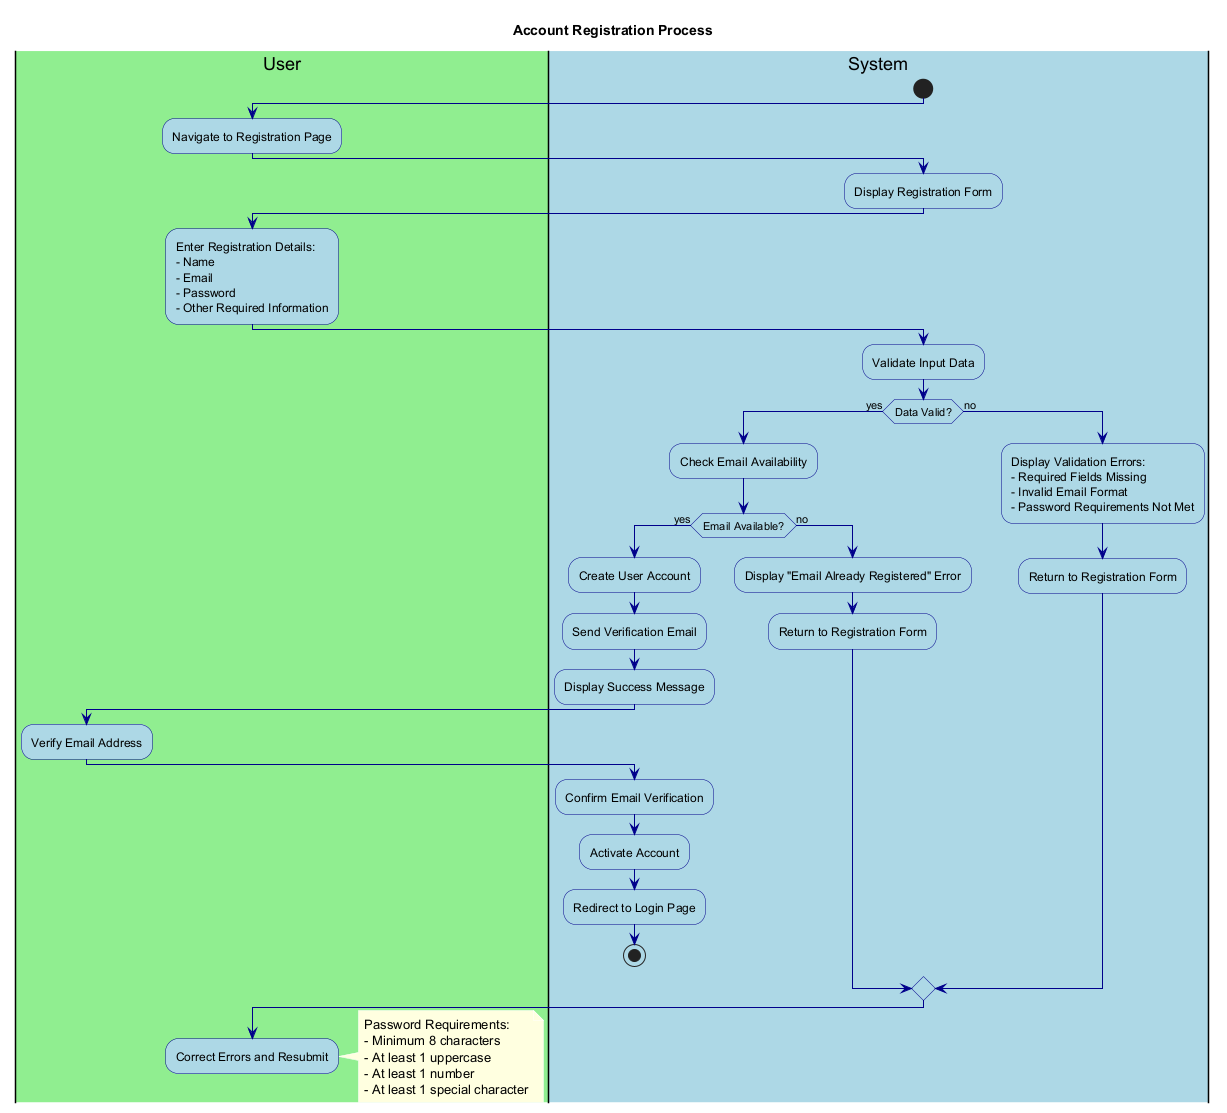 Account Registration Process
User
System
Navigate to Registration Page
Display Registration Form
Enter Registration Details:
- Name
- Email
- Password
- Other Required Information
Validate Input Data
yes
Data Valid?
no
Check Email Availability
Display Validation Errors:
- Required Fields Missing
- Invalid Email Format
- Password Requirements Not Met
yes
Email Available?
no
Create User Account
Display "Email Already Registered" Error
Return to Registration Form
Send Verification Email
Return to Registration Form
Display Success Message
Verify Email Address
Confirm Email Verification
Activate Account
Redirect to Login Page
Correct Errors and Resubmit
Password Requirements:
- Minimum 8 characters
- At least 1 uppercase
- At least 1 number
- At least 1 special character